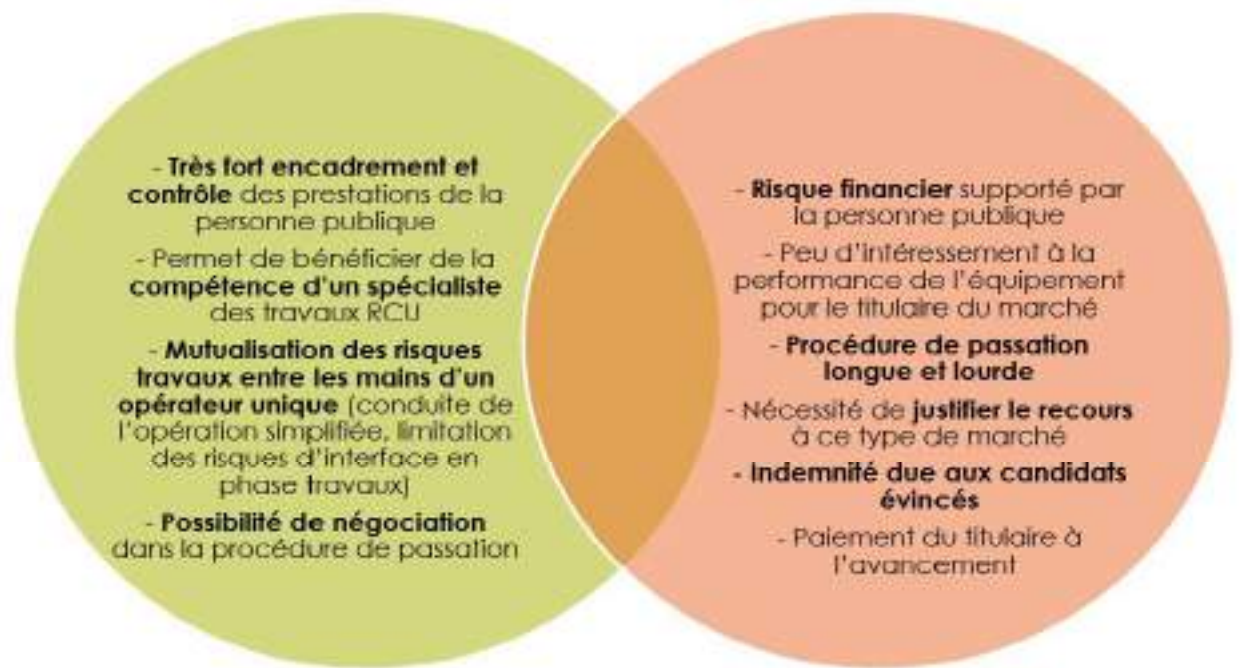 - Très fort encadrement et
contrôle des prestations de la
personne publique
- Permet de bénéficier de la
compétence d'un spécialiste
des travaux RCU
- Mutualisation des risques
travaux entre les mains d'un
opérateur unique (conduite de
l'opération simplifiée, limitation
des risques d'interface en
phase travaux)
- Possibilité de négociation
dans la procédure de passation
- Risque financier supporté par
la personne publique
- Peu d'intéressement à la
performance de l'équipement
pour le titulaire du marché
- Procédure de passation
longue et lourde
- Nécessité de justifier le recours
à ce type de marché
- Indemnité due aux candidats
évincés
- Paiement du titulaire à
l'avancement